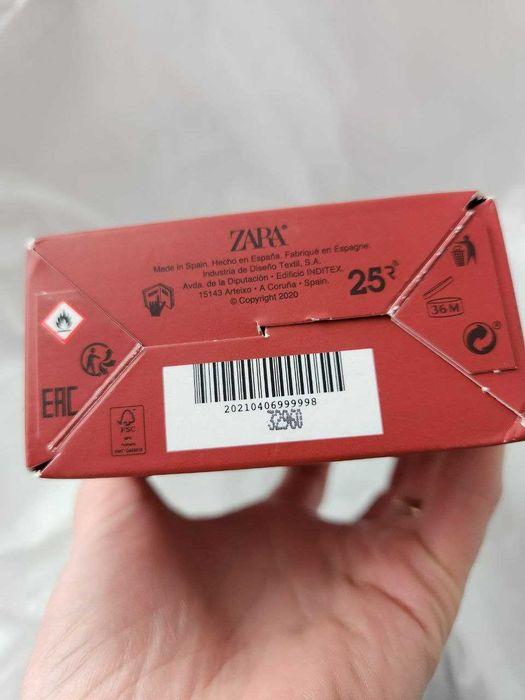 ZARA®
Made in Spain. Hecho en España. Fabriqué en Espagne.
Industria de Diseño Textil, S.A.
Avda. de la Diputación • Edificio INDITEX.
15143 Arteixo • A Coruña • Spain.
© Copyright 2020
25
36 M
EAC
FSC
20210406999998
32960